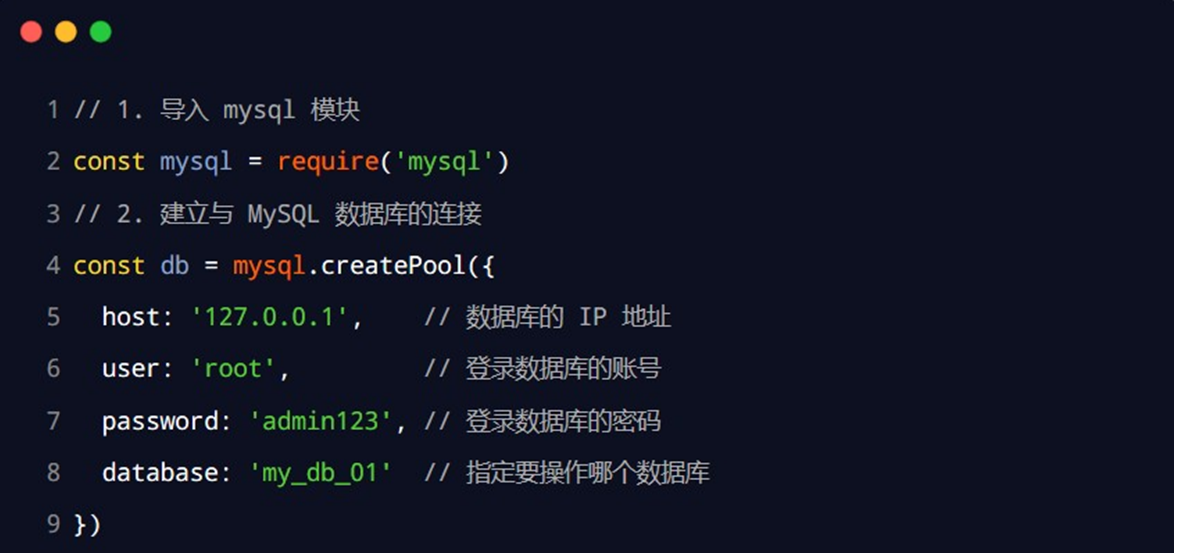 1 // 1. 导入 mysql 模块
2 const mysql = require('mysql')
3 // 2. 建立与 MySQL 数据库的连接
4 const db = mysql.createPool({
5   host: '127.0.0.1',    // 数据库的 IP 地址
6   user: 'root',         // 登录数据库的账号
7   password: 'admin123', // 登录数据库的密码
8   database: 'my_db_01'  // 指定要操作哪个数据库
9 })